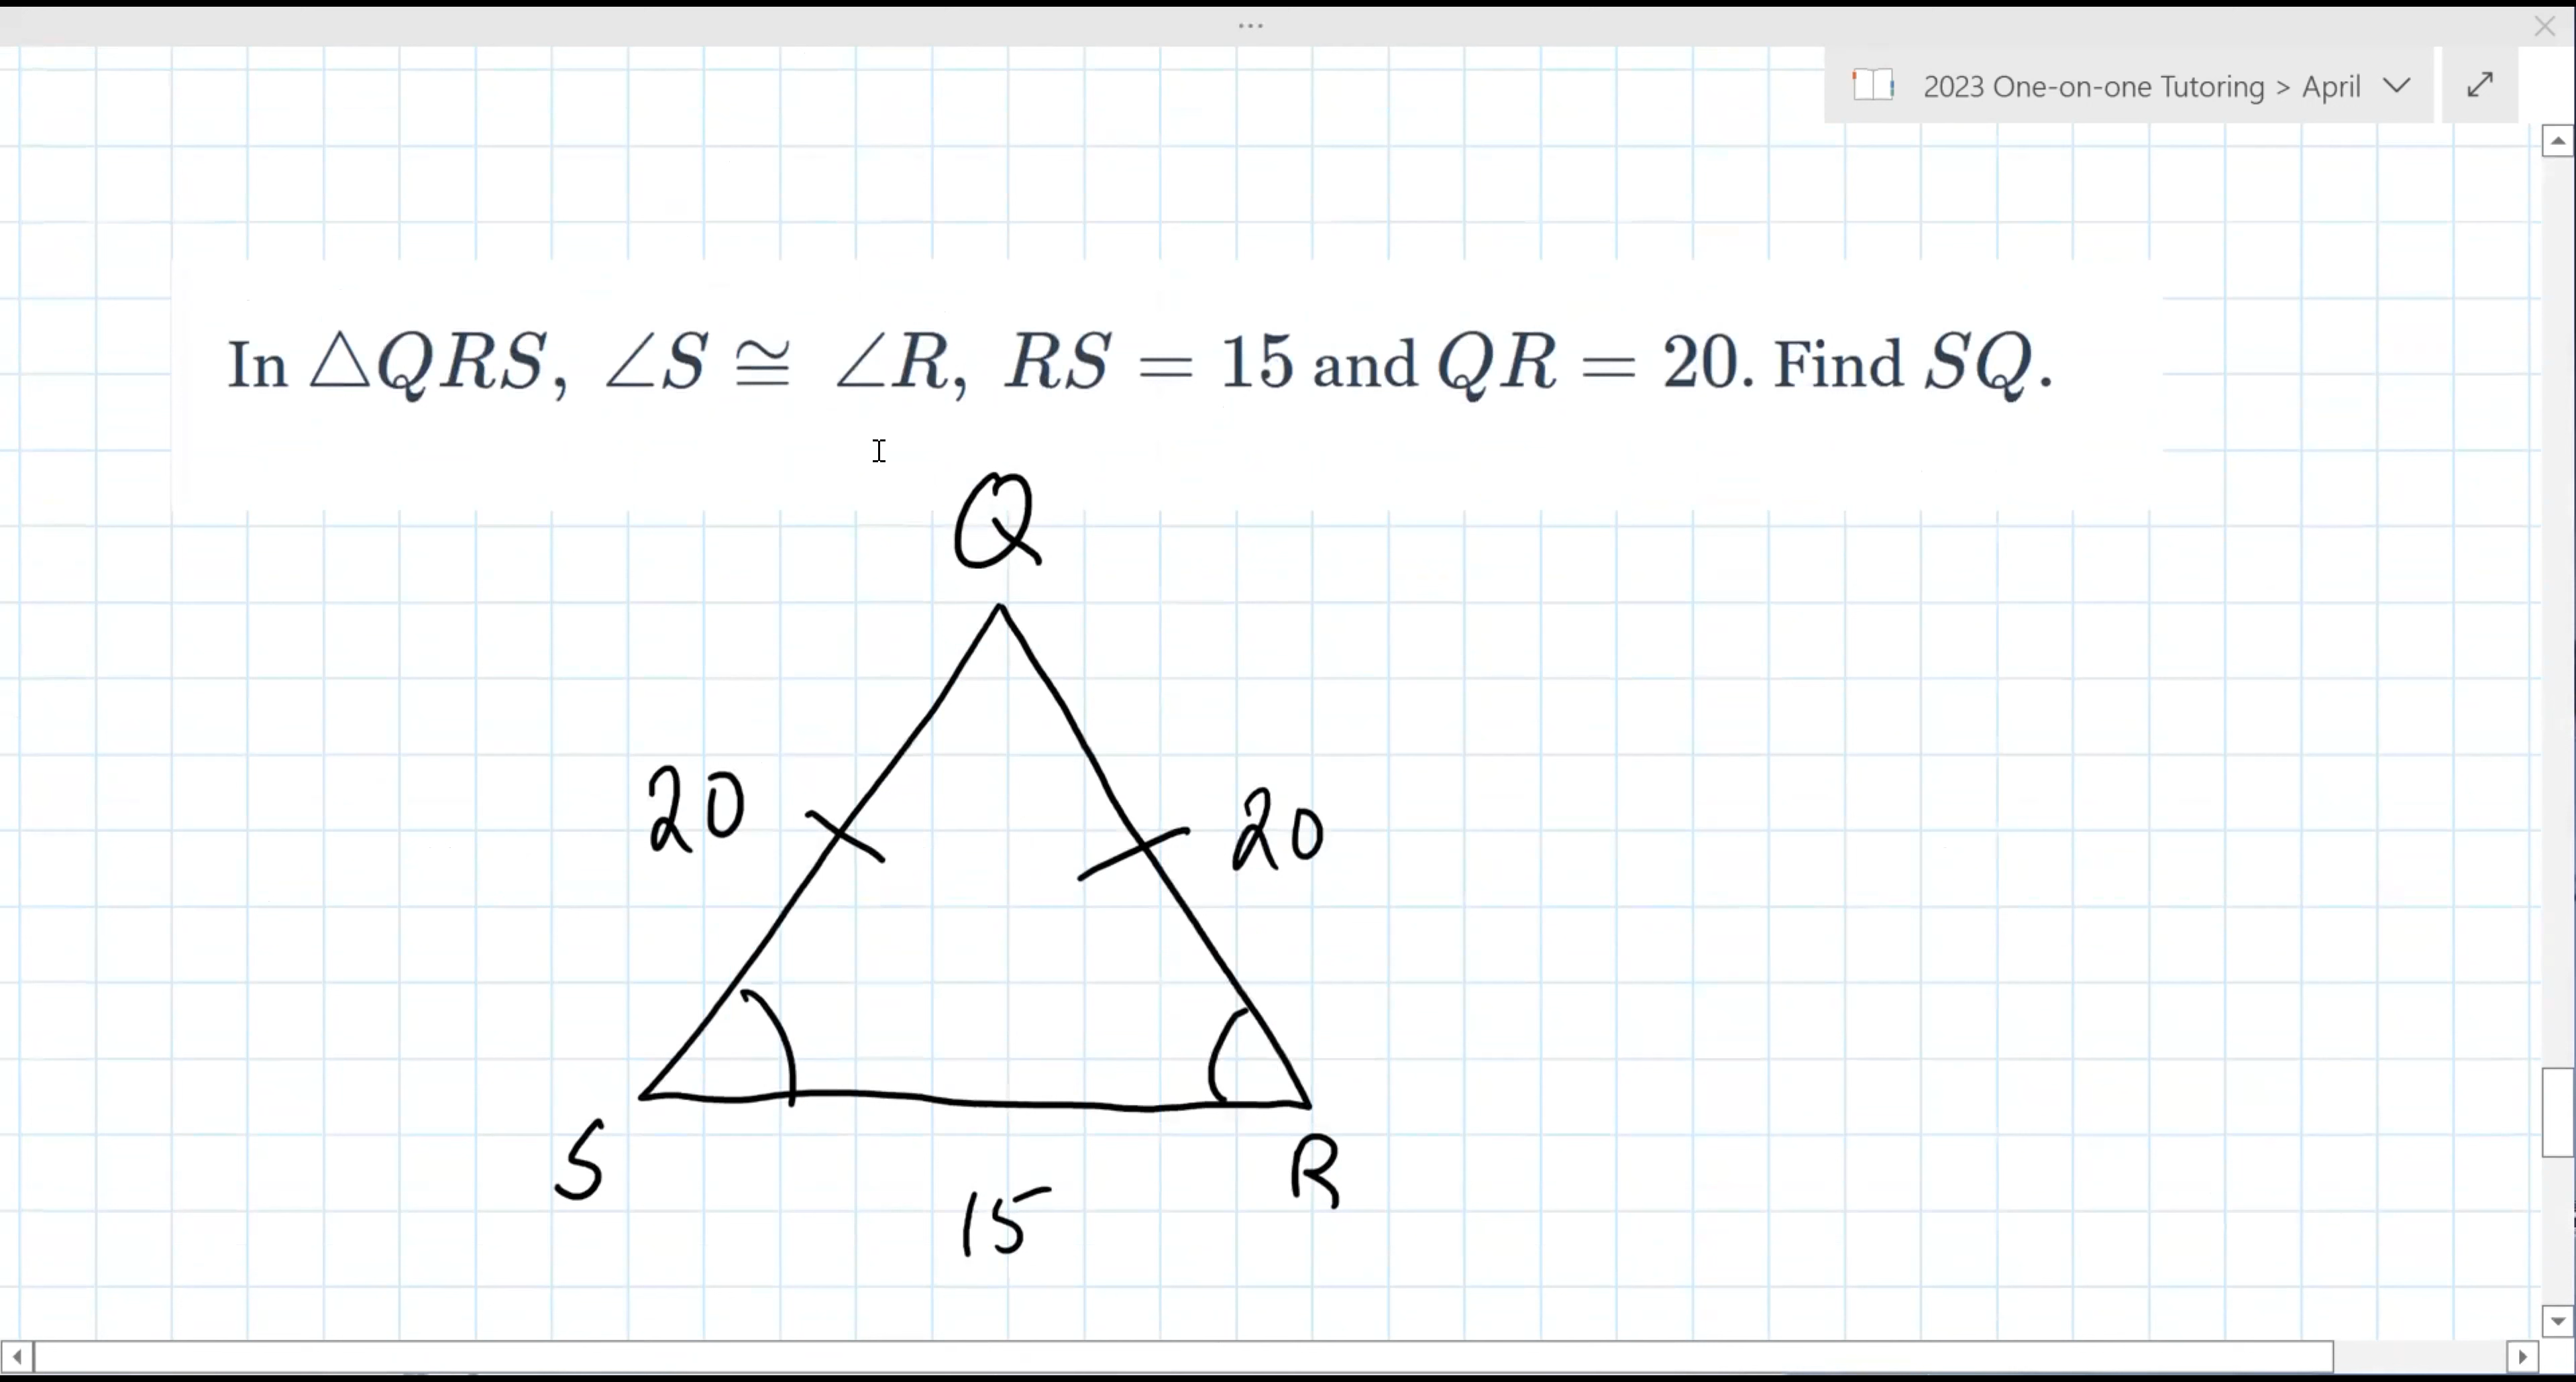 2023 One-on-one Tutoring > April
In △QRS, ∠S ≅ ∠R, RS = 15 and QR = 20. Find SQ.
Q
20
20
S
R
15